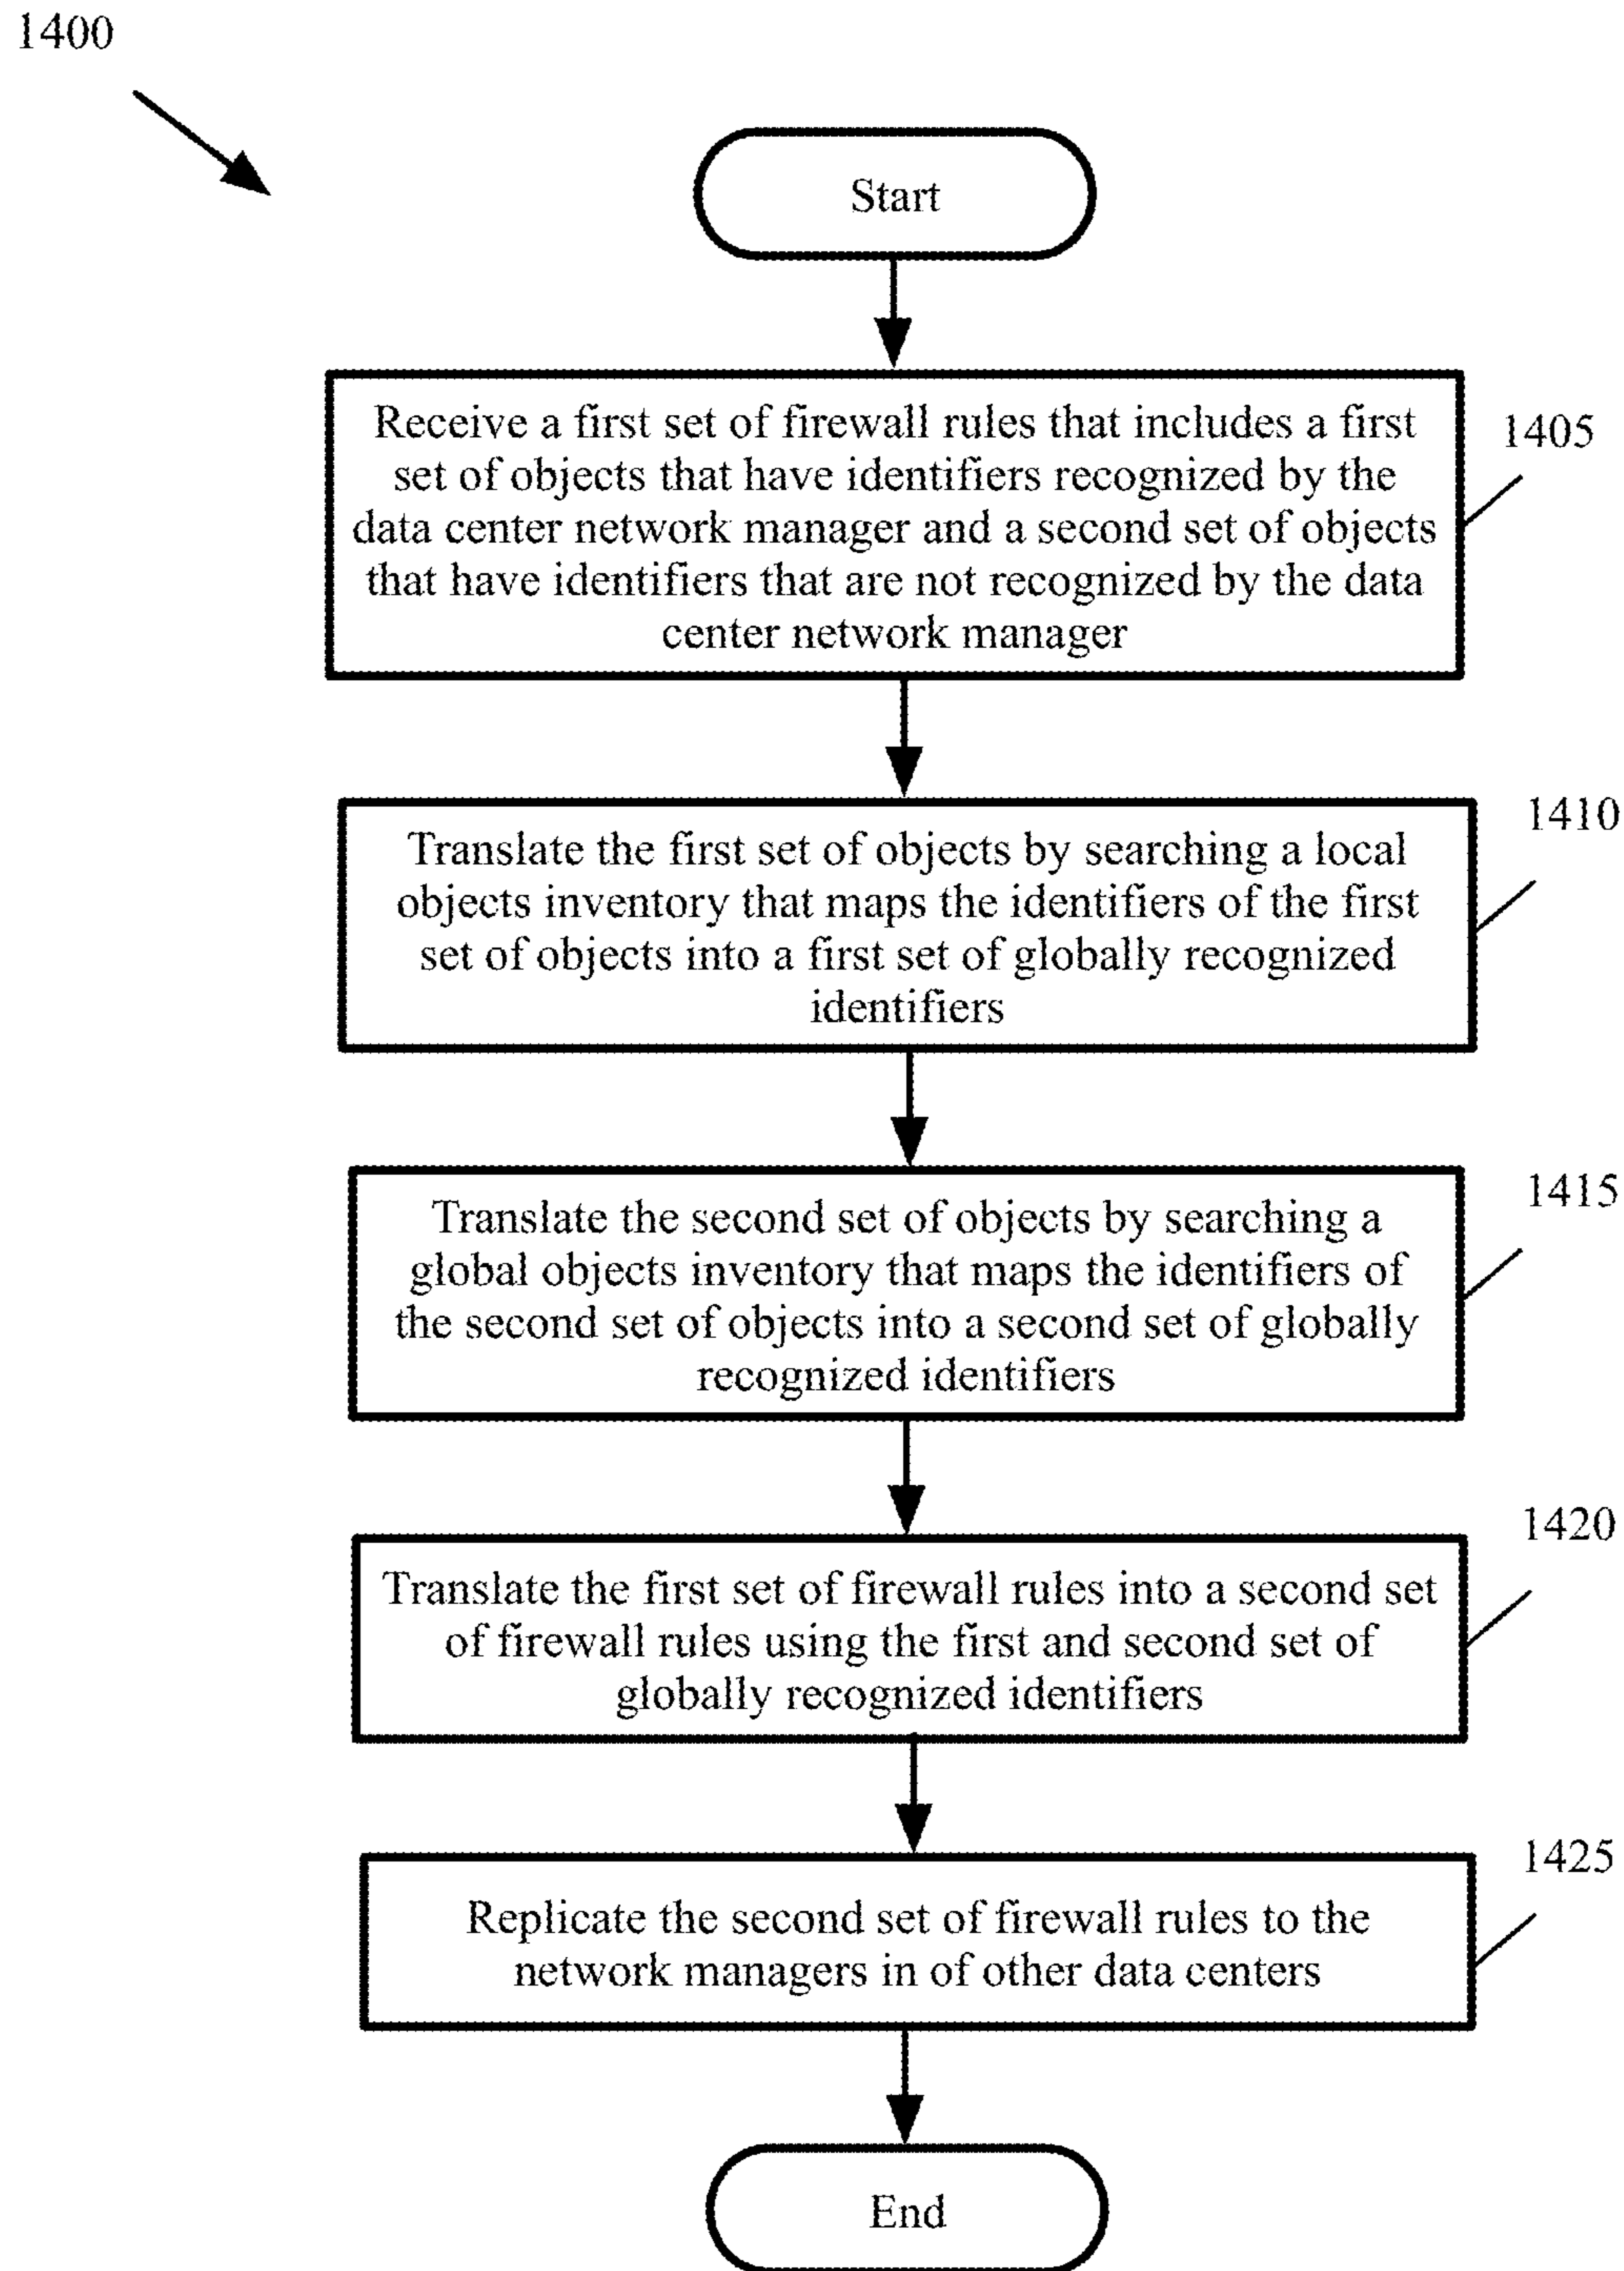 1400
Start
Receive a first set of firewall rules that includes a first
set of objects that have identifiers recognized by the
data center network manager and a second set of objects
that have identifiers that are not recognized by the data
center network manager
1405
Translate the first set of objects by searching a local
objects inventory that maps the identifiers of the first
set of objects into a first set of globally recognized
identifiers
1410
Translate the second set of objects by searching a
global objects inventory that maps the identifiers of
the second set of objects into a second set of globally
recognized identifiers
1415
Translate the first set of firewall rules into a second set
of firewall rules using the first and second set of
globally recognized identifiers
1420
Replicate the second set of firewall rules to the
network managers in of other data centers
1425
End